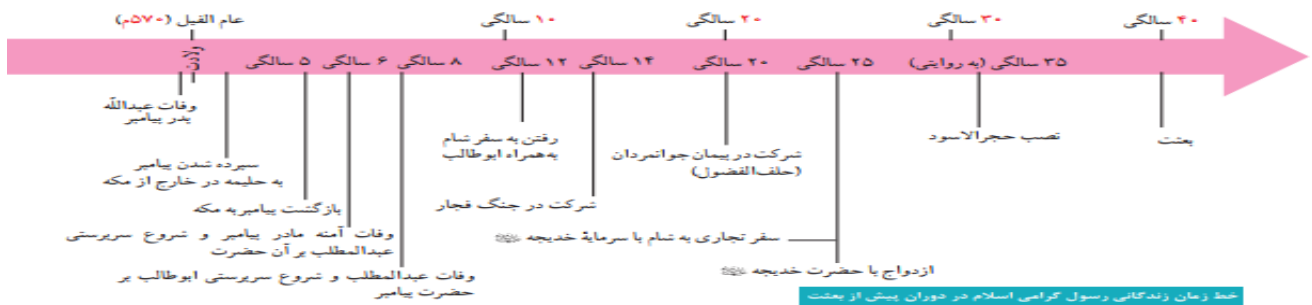 عام الفیل (۵۷۰م)
۱۰ سالگی
۲۰ سالگی
۳۰ سالگی
۴۰ سالگی
ولادت
۵ سالگی
۶ سالگی
۸ سالگی
۱۲ سالگی
۱۴ سالگی
۲۰ سالگی
۲۵ سالگی
۳۵ سالگی (به روایتی)
وفات عبدالله
پدر پیامبر
سپرده شدن پیامبر
به حلیمه در خارج از مکه
بازگشت پیامبر به مکه
وفات آمنه مادر پیامبر و شروع سرپرستی
عبدالمطلب بر آن حضرت
وفات عبدالمطلب و شروع سرپرستی ابوطالب بر
حضرت پیامبر
رفتن به سفر شام
به‌همراه ابوطالب
شرکت در جنگ فجار
شرکت در پیمان جوانمردان
(حلف‌الفضول)
سفر تجاری به شام با سرمایهٔ خدیجه
ازدواج با حضرت خدیجه
نصب حجرالاسود
بعثت
خط زمان زندگانی رسول گرامی اسلام در دوران پیش از بعثت